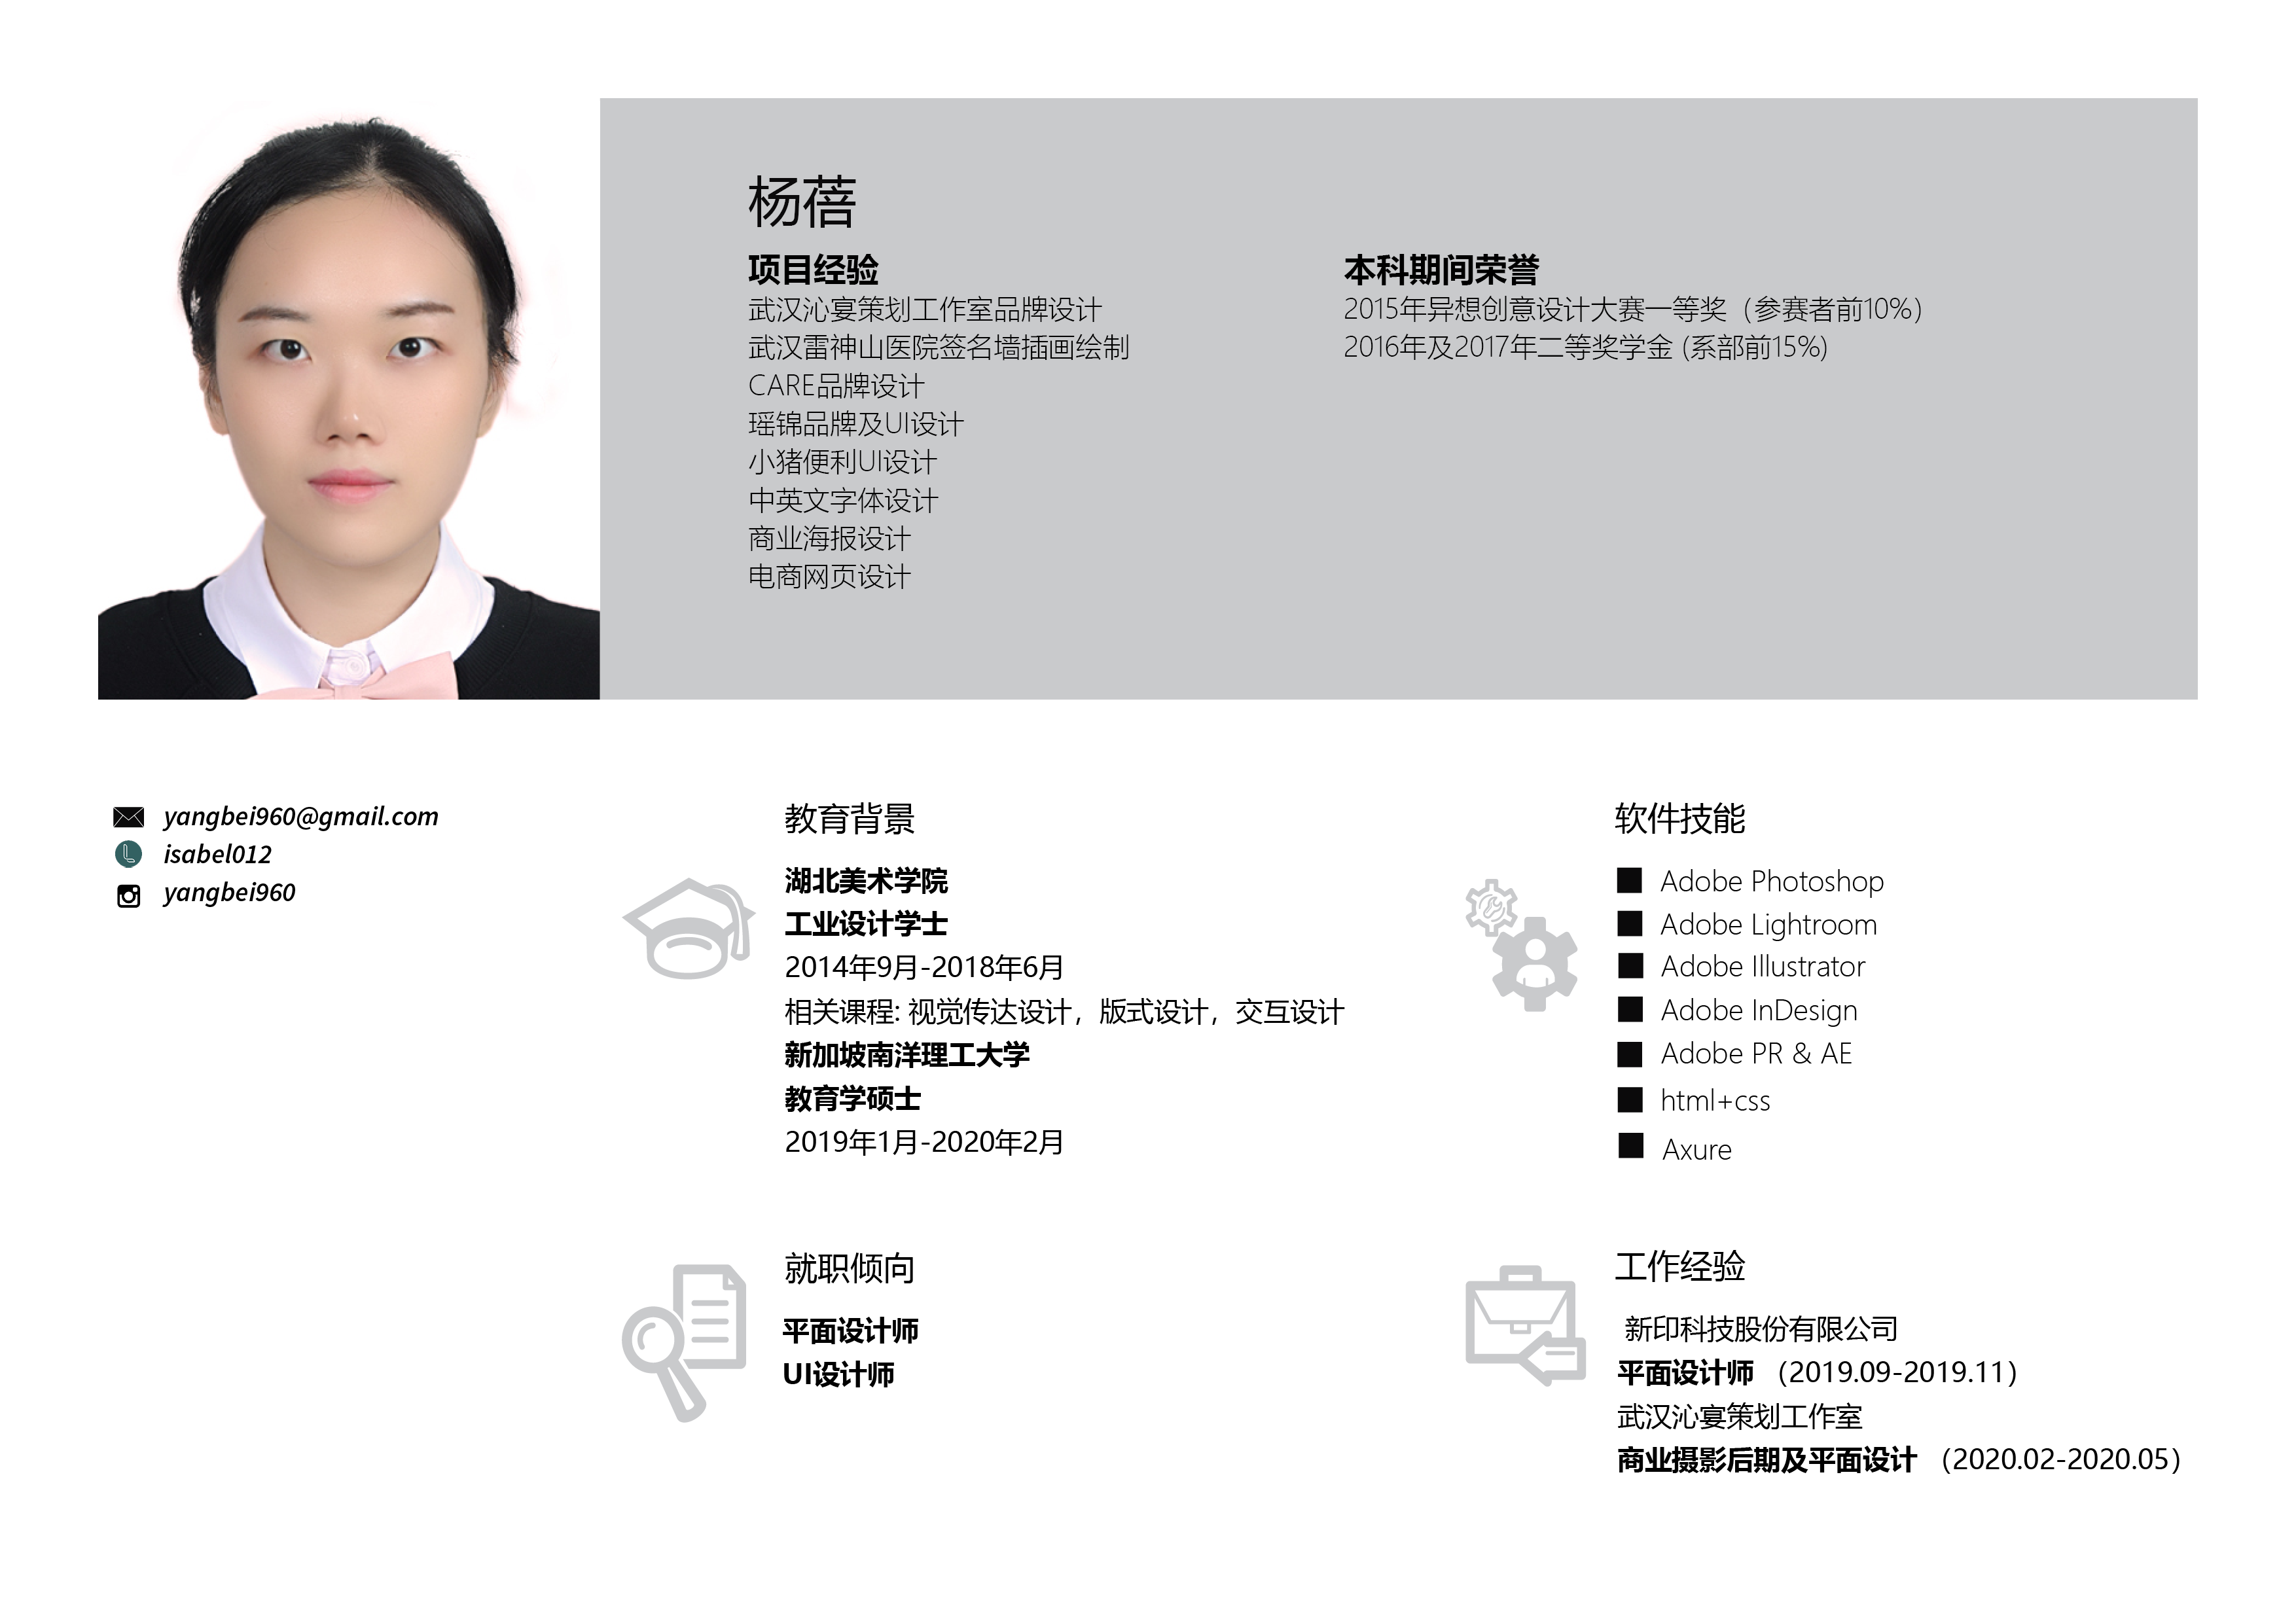 杨蓓
项目经验
武汉沁宴策划工作室品牌设计
武汉雷神山医院签名墙插画绘制
CARE品牌设计
瑶锦品牌及UI设计
小猪便利UI设计
中英文字体设计
商业海报设计
电商网页设计
本科期间荣誉
2015年异想创意设计大赛一等奖（参赛者前10%）
2016年及2017年二等奖学金 (系部前15%)
yangbei960@gmail.com
isabel012
yangbei960
教育背景
湖北美术学院
工业设计学士
2014年9月-2018年6月
相关课程: 视觉传达设计，版式设计，交互设计
新加坡南洋理工大学
教育学硕士
2019年1月-2020年2月
软件技能
Adobe Photoshop
Adobe Lightroom
Adobe Illustrator
Adobe InDesign
Adobe PR & AE
html+css
Axure
就职倾向
平面设计师
UI设计师
工作经验
新印科技股份有限公司
平面设计师 （2019.09-2019.11）
武汉沁宴策划工作室
商业摄影后期及平面设计 （2020.02-2020.05）